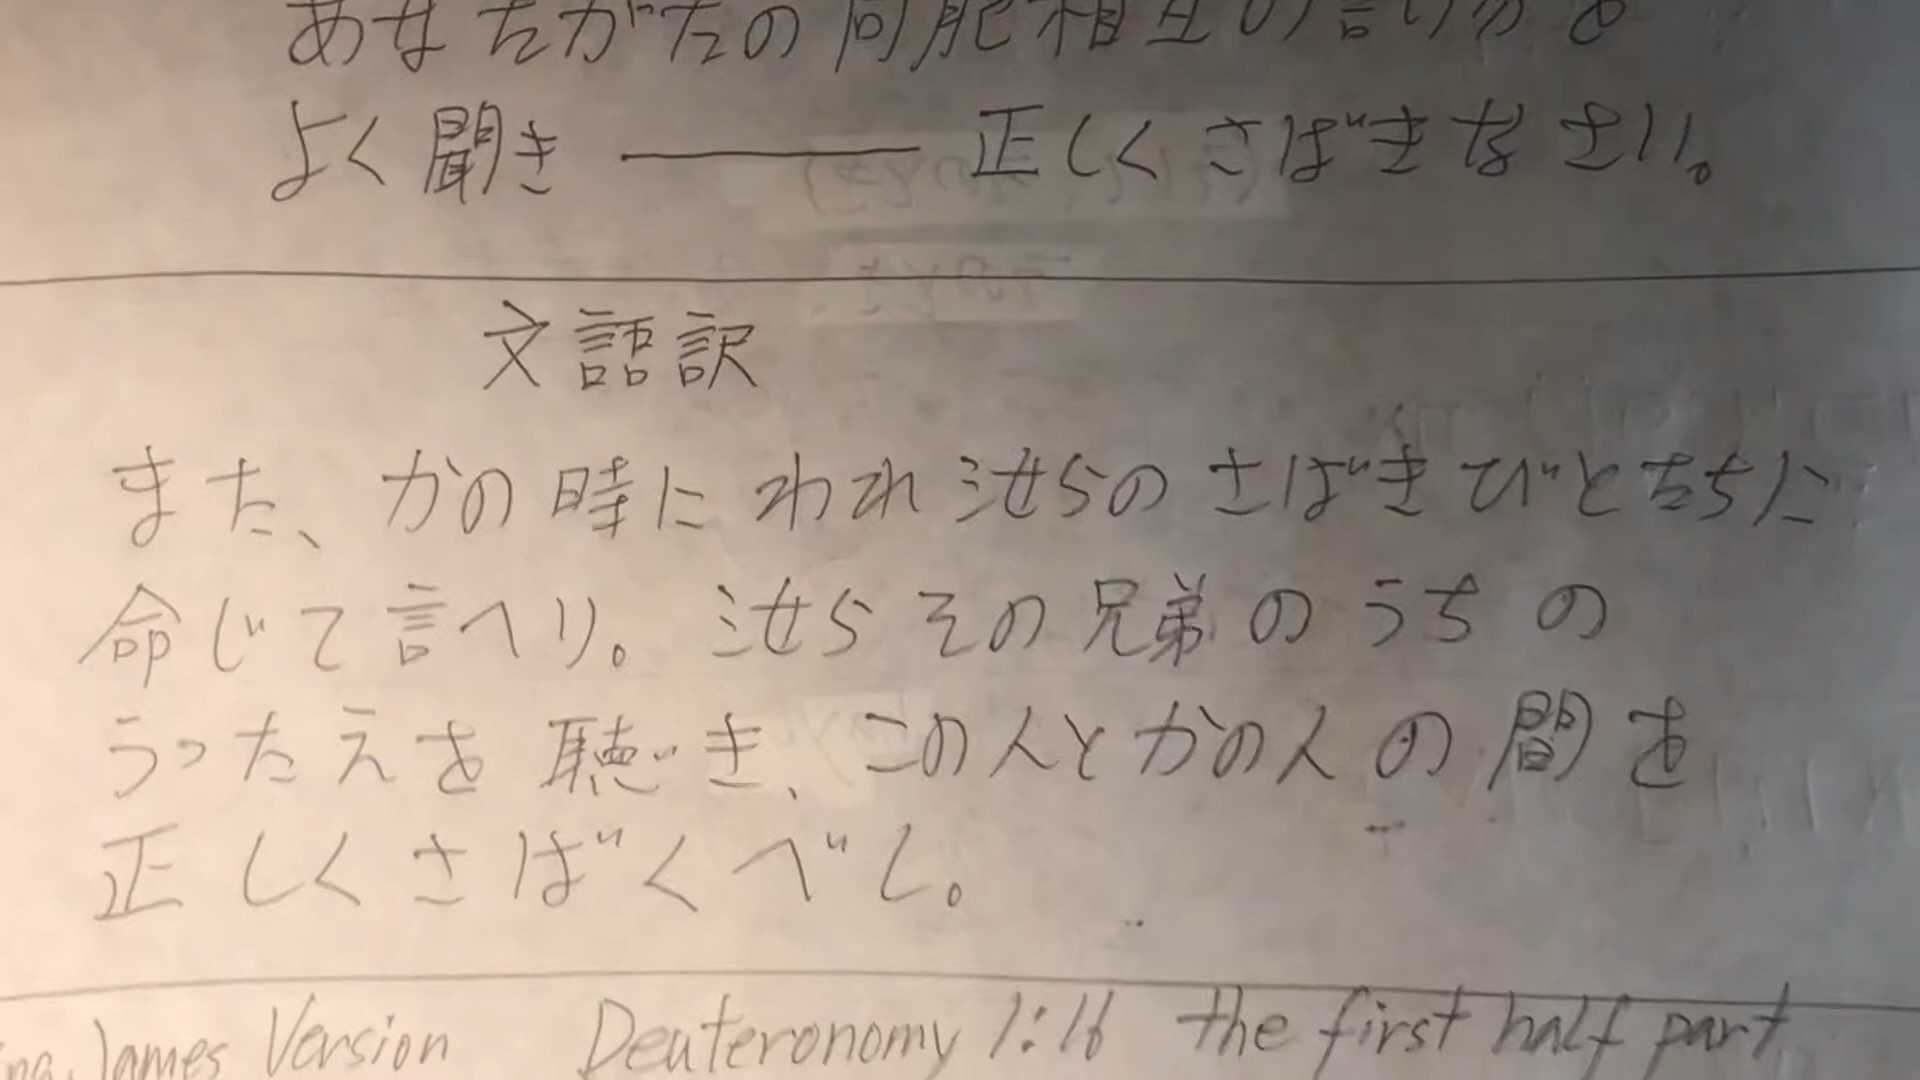 あなたがたの同胞相互の言い分を
よく聞き ――― 正しくさばきなさい。
文語訳
また、かの時にわれ汝らのさばきびとたちに
命じて言へり。汝らその兄弟のうちの
うったえを聴き、この人とかの人の間を
正しくさばくべし。
James Version Deuteronomy 1:16 the first half part